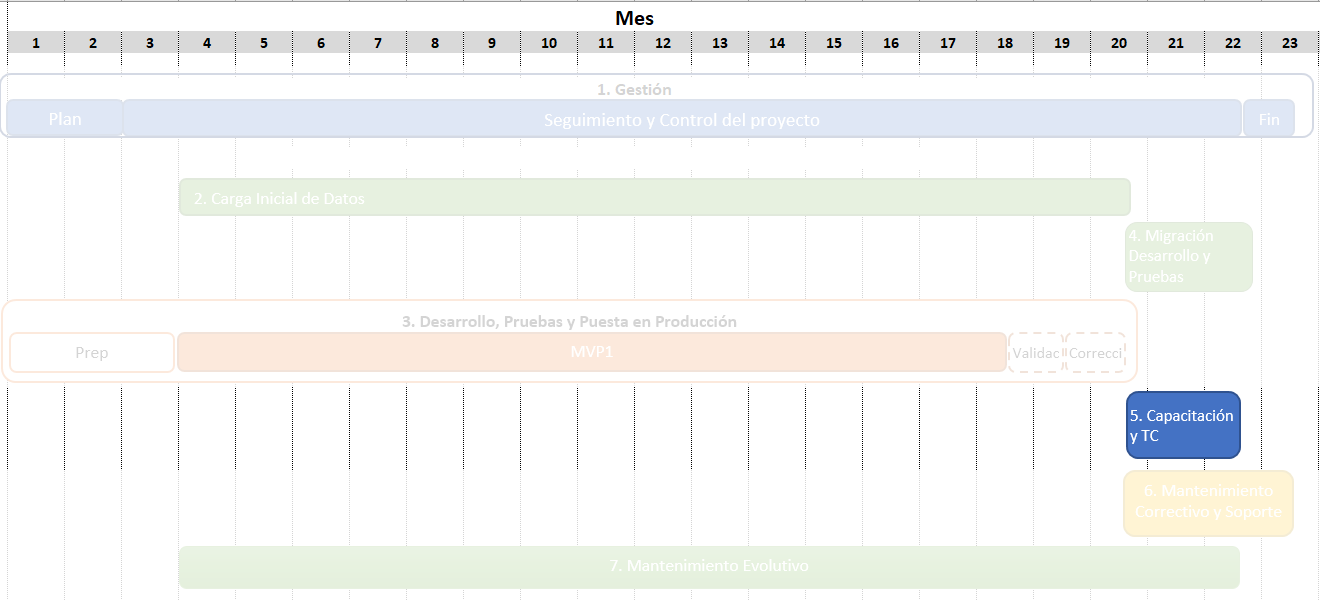 Mes
1 2 3 4 5 6 7 8 9 10 11 12 13 14 15 16 17 18 19 20 21 22 23
1. Gestión
Plan Seguimiento y Control del proyecto Fin
2. Carga Inicial de Datos
4. Migración
Desarrollo y
Pruebas
3. Desarrollo, Pruebas y Puesta en Producción
Prep MVP1 Validac Correcci
5. Capacitación
y TC
6. Mantenimiento
Correctivo y Soporte
7. Mantenimiento Evolutivo